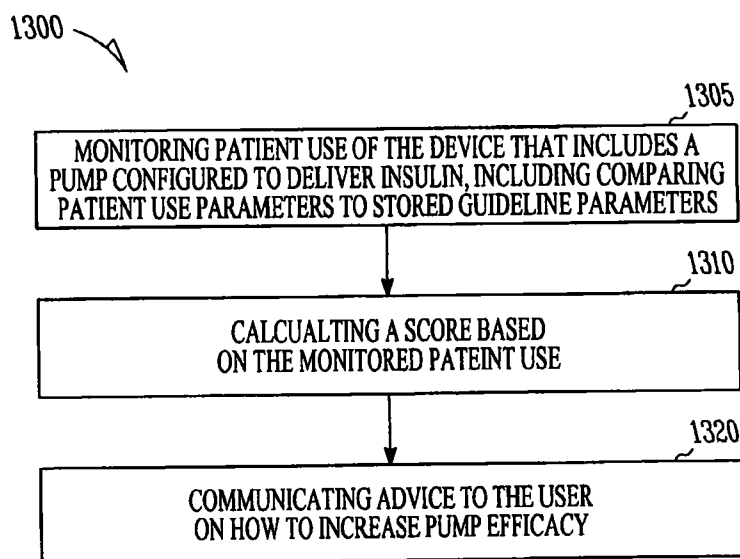 1300
1305
MONITORING PATIENT USE OF THE DEVICE THAT INCLUDES A
PUMP CONFIGURED TO DELIVER INSULIN, INCLUDING COMPARING
PATIENT USE PARAMETERS TO STORED GUIDELINE PARAMETERS
1310
CALCUALTING A SCORE BASED
ON THE MONITORED PATEINT USE
1320
COMMUNICATING ADVICE TO THE USER
ON HOW TO INCREASE PUMP EFFICACY